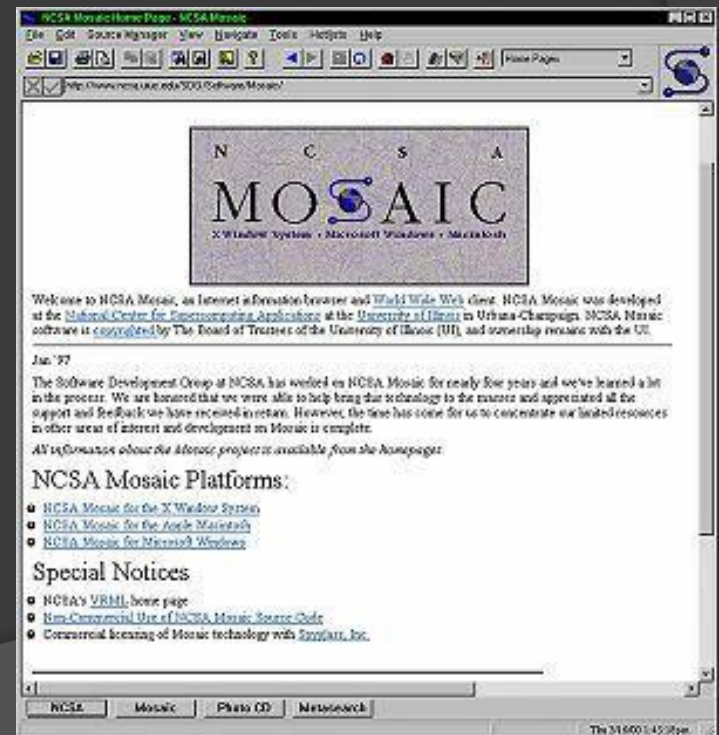 NCSA Mosaic Home Page - NCSA Mosaic
File Edit Source Manager View Navigate Tools Hotlists Help
Home Pages
http://www.ncsa.uiuc.edu/SDG/Software/Mosaic/
N C S A
MOSAIC
X Window System • Microsoft Windows • Macintosh
Welcome to NCSA Mosaic, an Internet information browser and World Wide Web client. NCSA Mosaic was developed
at the National Center for Supercomputing Applications at the University of Illinois in Urbana-Champaign. NCSA Mosaic
software is copyrighted by The Board of Trustees of the University of Illinois (UI), and ownership remains with the UI.
Jan '97
The Software Development Group at NCSA has worked on NCSA Mosaic for nearly four years and we've learned a lot
in the process. We are honored that we were able to help bring this technology to the masses and appreciated all the
support and feedback we have received in return. However, the time has come for us to concentrate our limited resources
in other areas of interest and development on Mosaic is complete.
All information about the Mosaic project is available from the homepages.
NCSA Mosaic Platforms:
NCSA Mosaic for the X Window System
NCSA Mosaic for the Apple Macintosh
NCSA Mosaic for Microsoft Windows
Special Notices
NCSA's VRML home page
Non-Commercial Use of NCSA Mosaic Source Code
Commercial licensing of Mosaic technology with Spyglass, Inc.
NCSA Mosaic Photo CD Metasearch
Thu